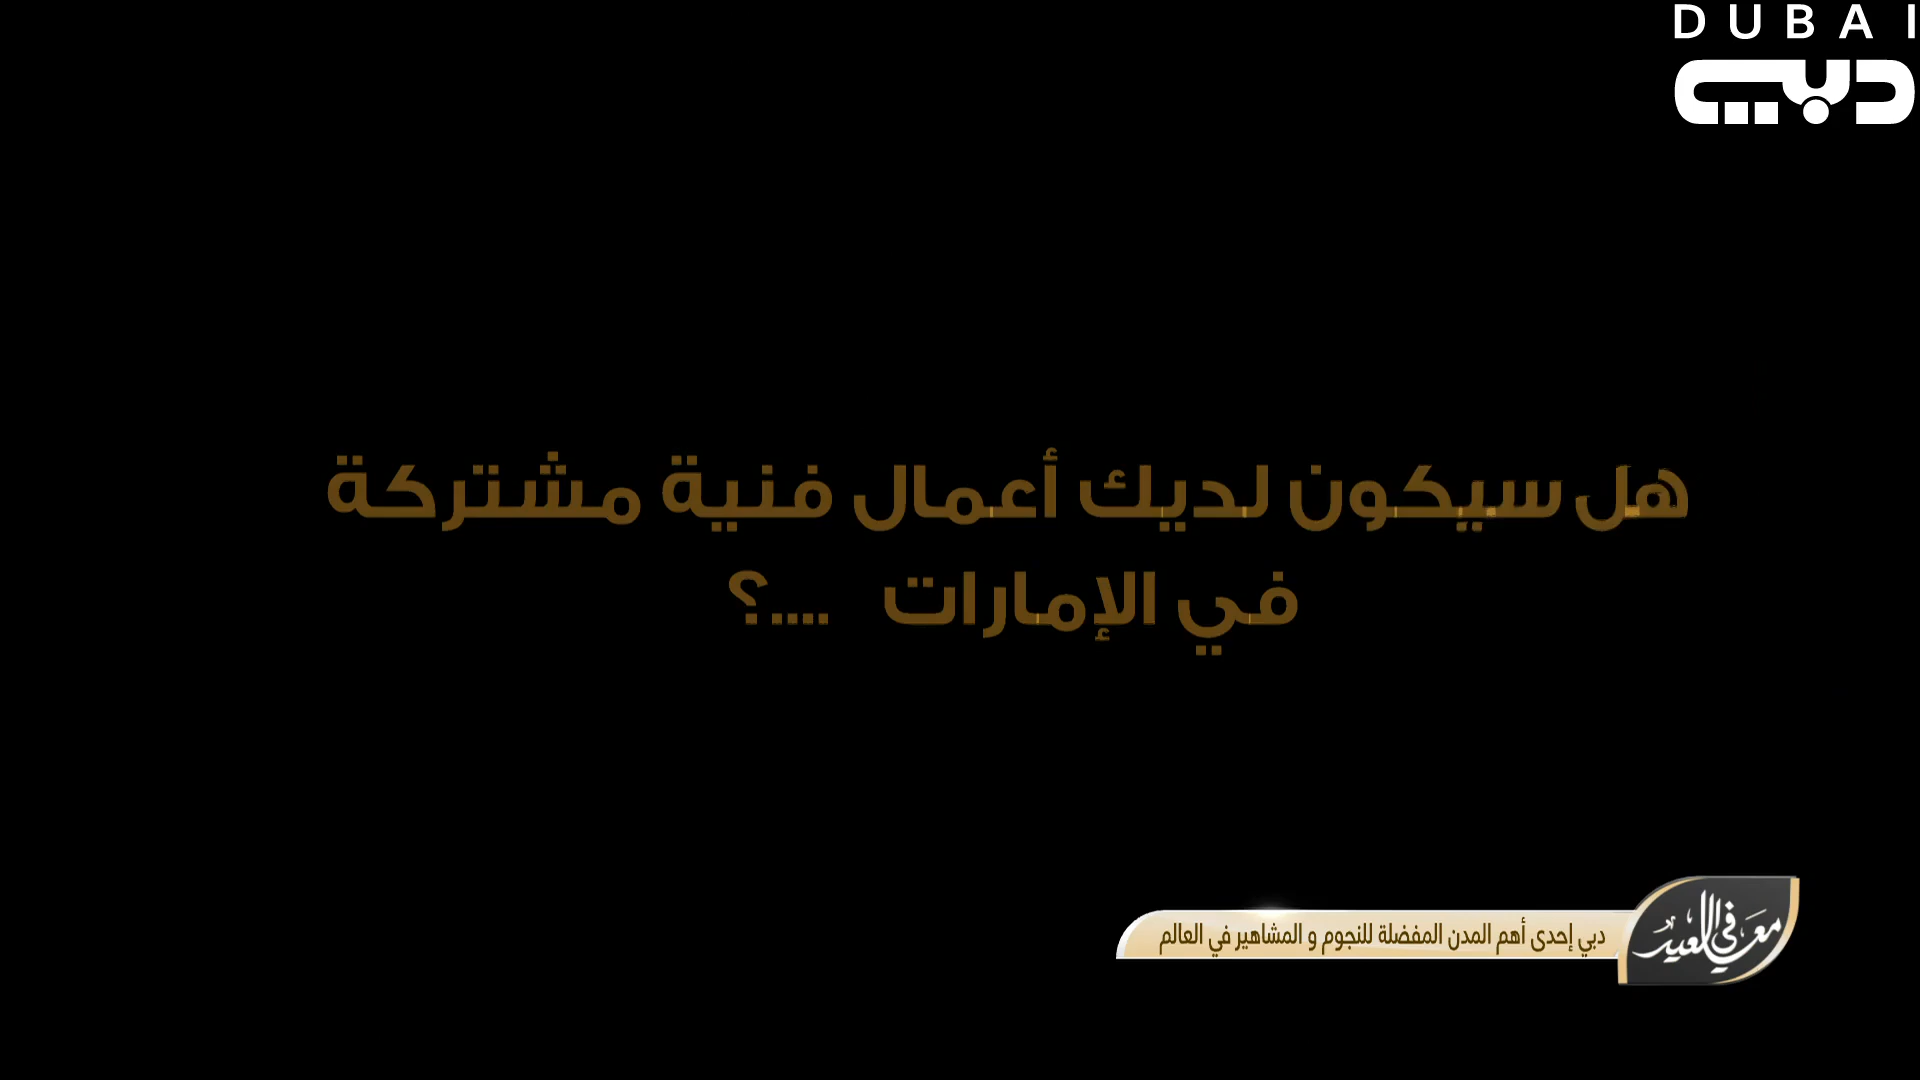 DUBAI
دبي
هل سيكون لديك أعمال فنية مشتركة
في الإمارات ....؟
دبي إحدى أهم المدن المفضلة للنجوم و المشاهير في العالم
معاً في العيد